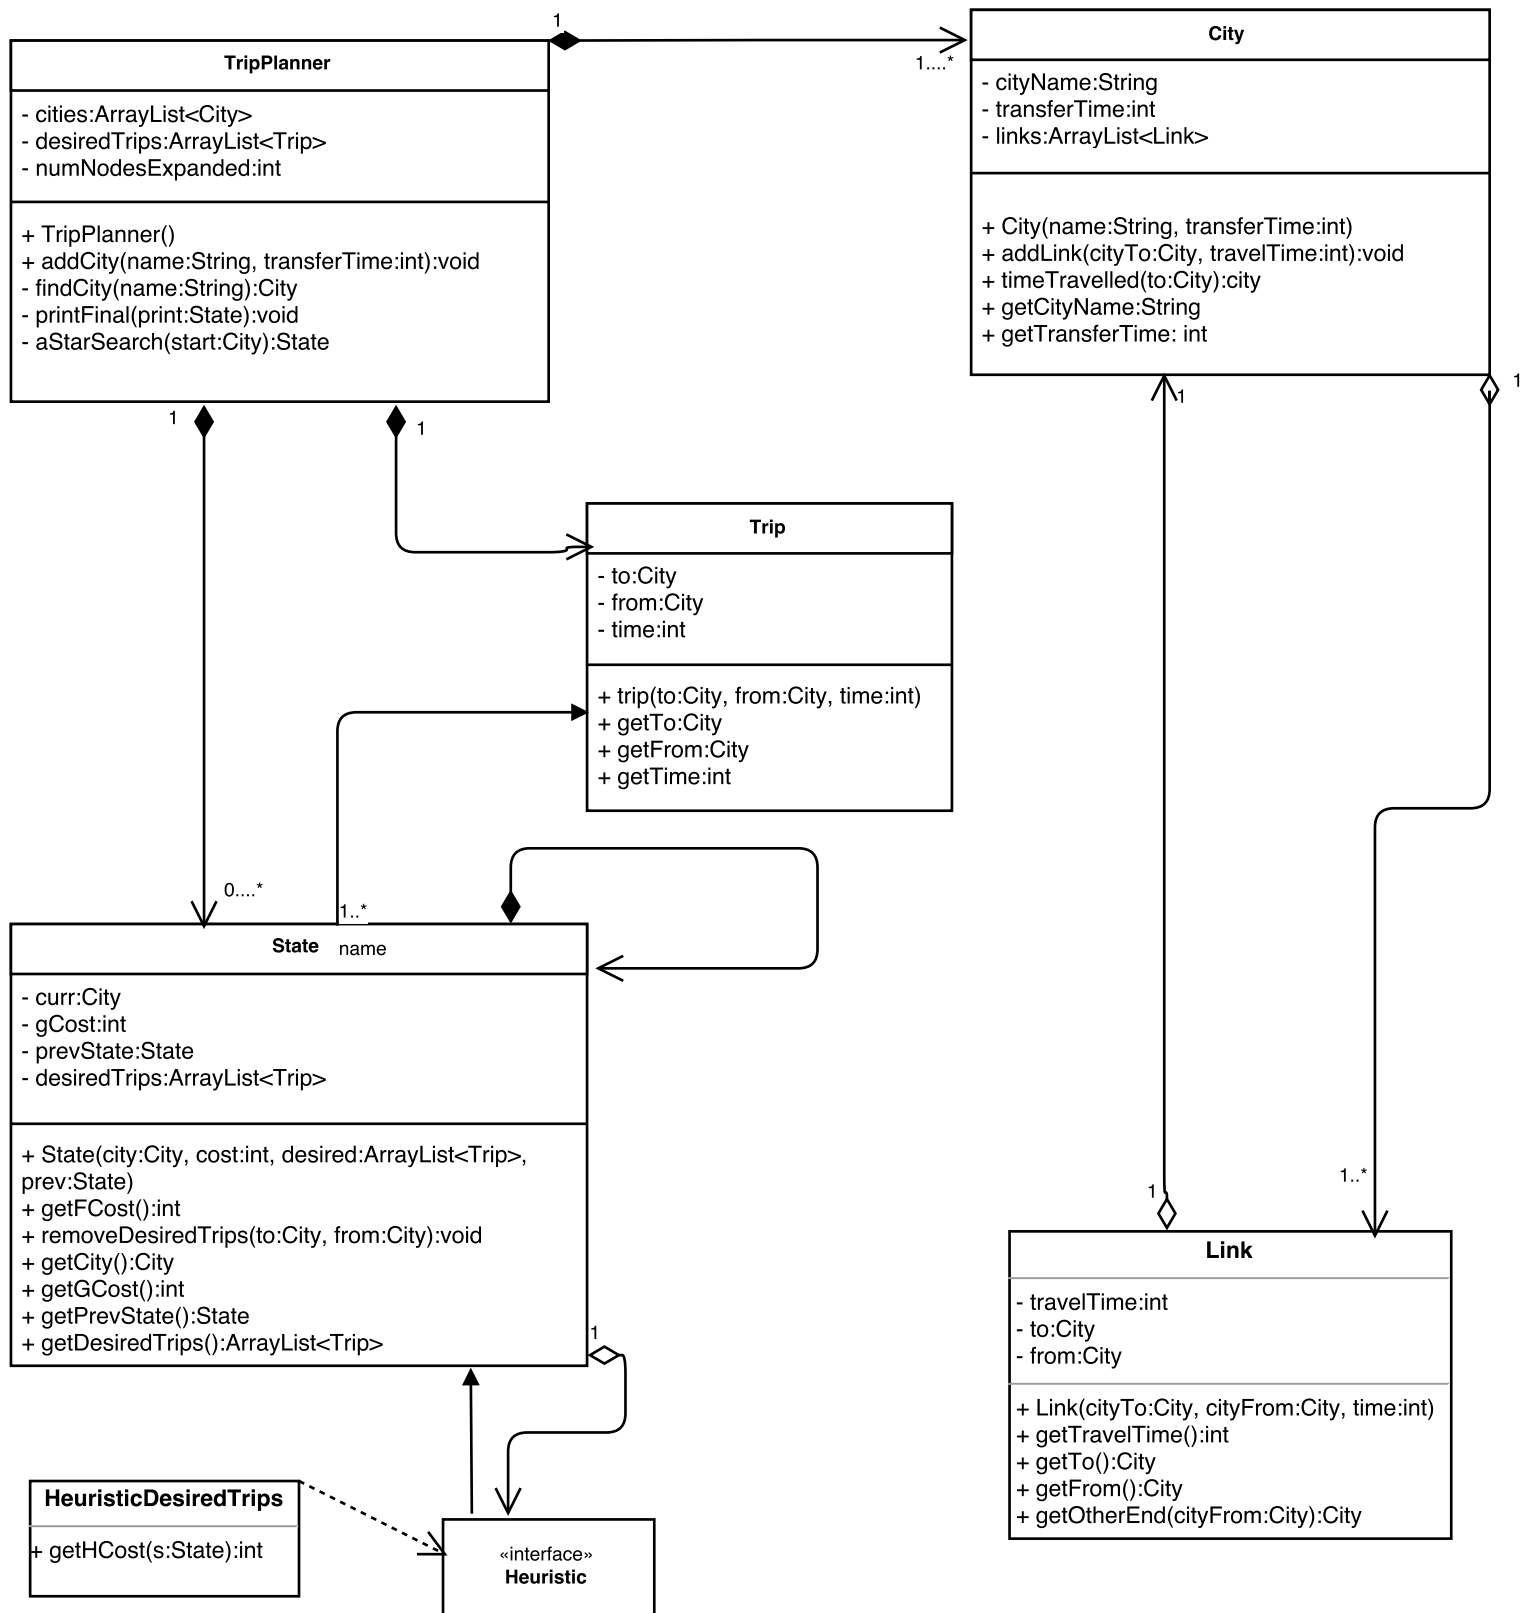 1
1....*
TripPlanner
- cities:ArrayList<City>
- desiredTrips:ArrayList<Trip>
- numNodesExpanded:int
+ TripPlanner()
+ addCity(name:String, transferTime:int):void
- findCity(name:String):City
- printFinal(print:State):void
- aStarSearch(start:City):State
City
- cityName:String
- transferTime:int
- links:ArrayList<Link>
+ City(name:String, transferTime:int)
+ addLink(cityTo:City, travelTime:int):void
+ timeTravelled(to:City):city
+ getCityName:String
+ getTransferTime: int
1
1
1
1
Trip
- to:City
- from:City
- time:int
+ trip(to:City, from:City, time:int)
+ getTo:City
+ getFrom:City
+ getTime:int
0....*
1..*
State
name
- curr:City
- gCost:int
- prevState:State
- desiredTrips:ArrayList<Trip>
+ State(city:City, cost:int, desired:ArrayList<Trip>,
prev:State)
+ getFCost():int
+ removeDesiredTrips(to:City, from:City):void
+ getCity():City
+ getGCost():int
+ getPrevState():State
+ getDesiredTrips():ArrayList<Trip>
1
1
1..*
Link
- travelTime:int
- to:City
- from:City
+ Link(cityTo:City, cityFrom:City, time:int)
+ getTravelTime():int
+ getTo():City
+ getFrom():City
+ getOtherEnd(cityFrom:City):City
HeuristicDesiredTrips
+ getHCost(s:State):int
«interface»
Heuristic